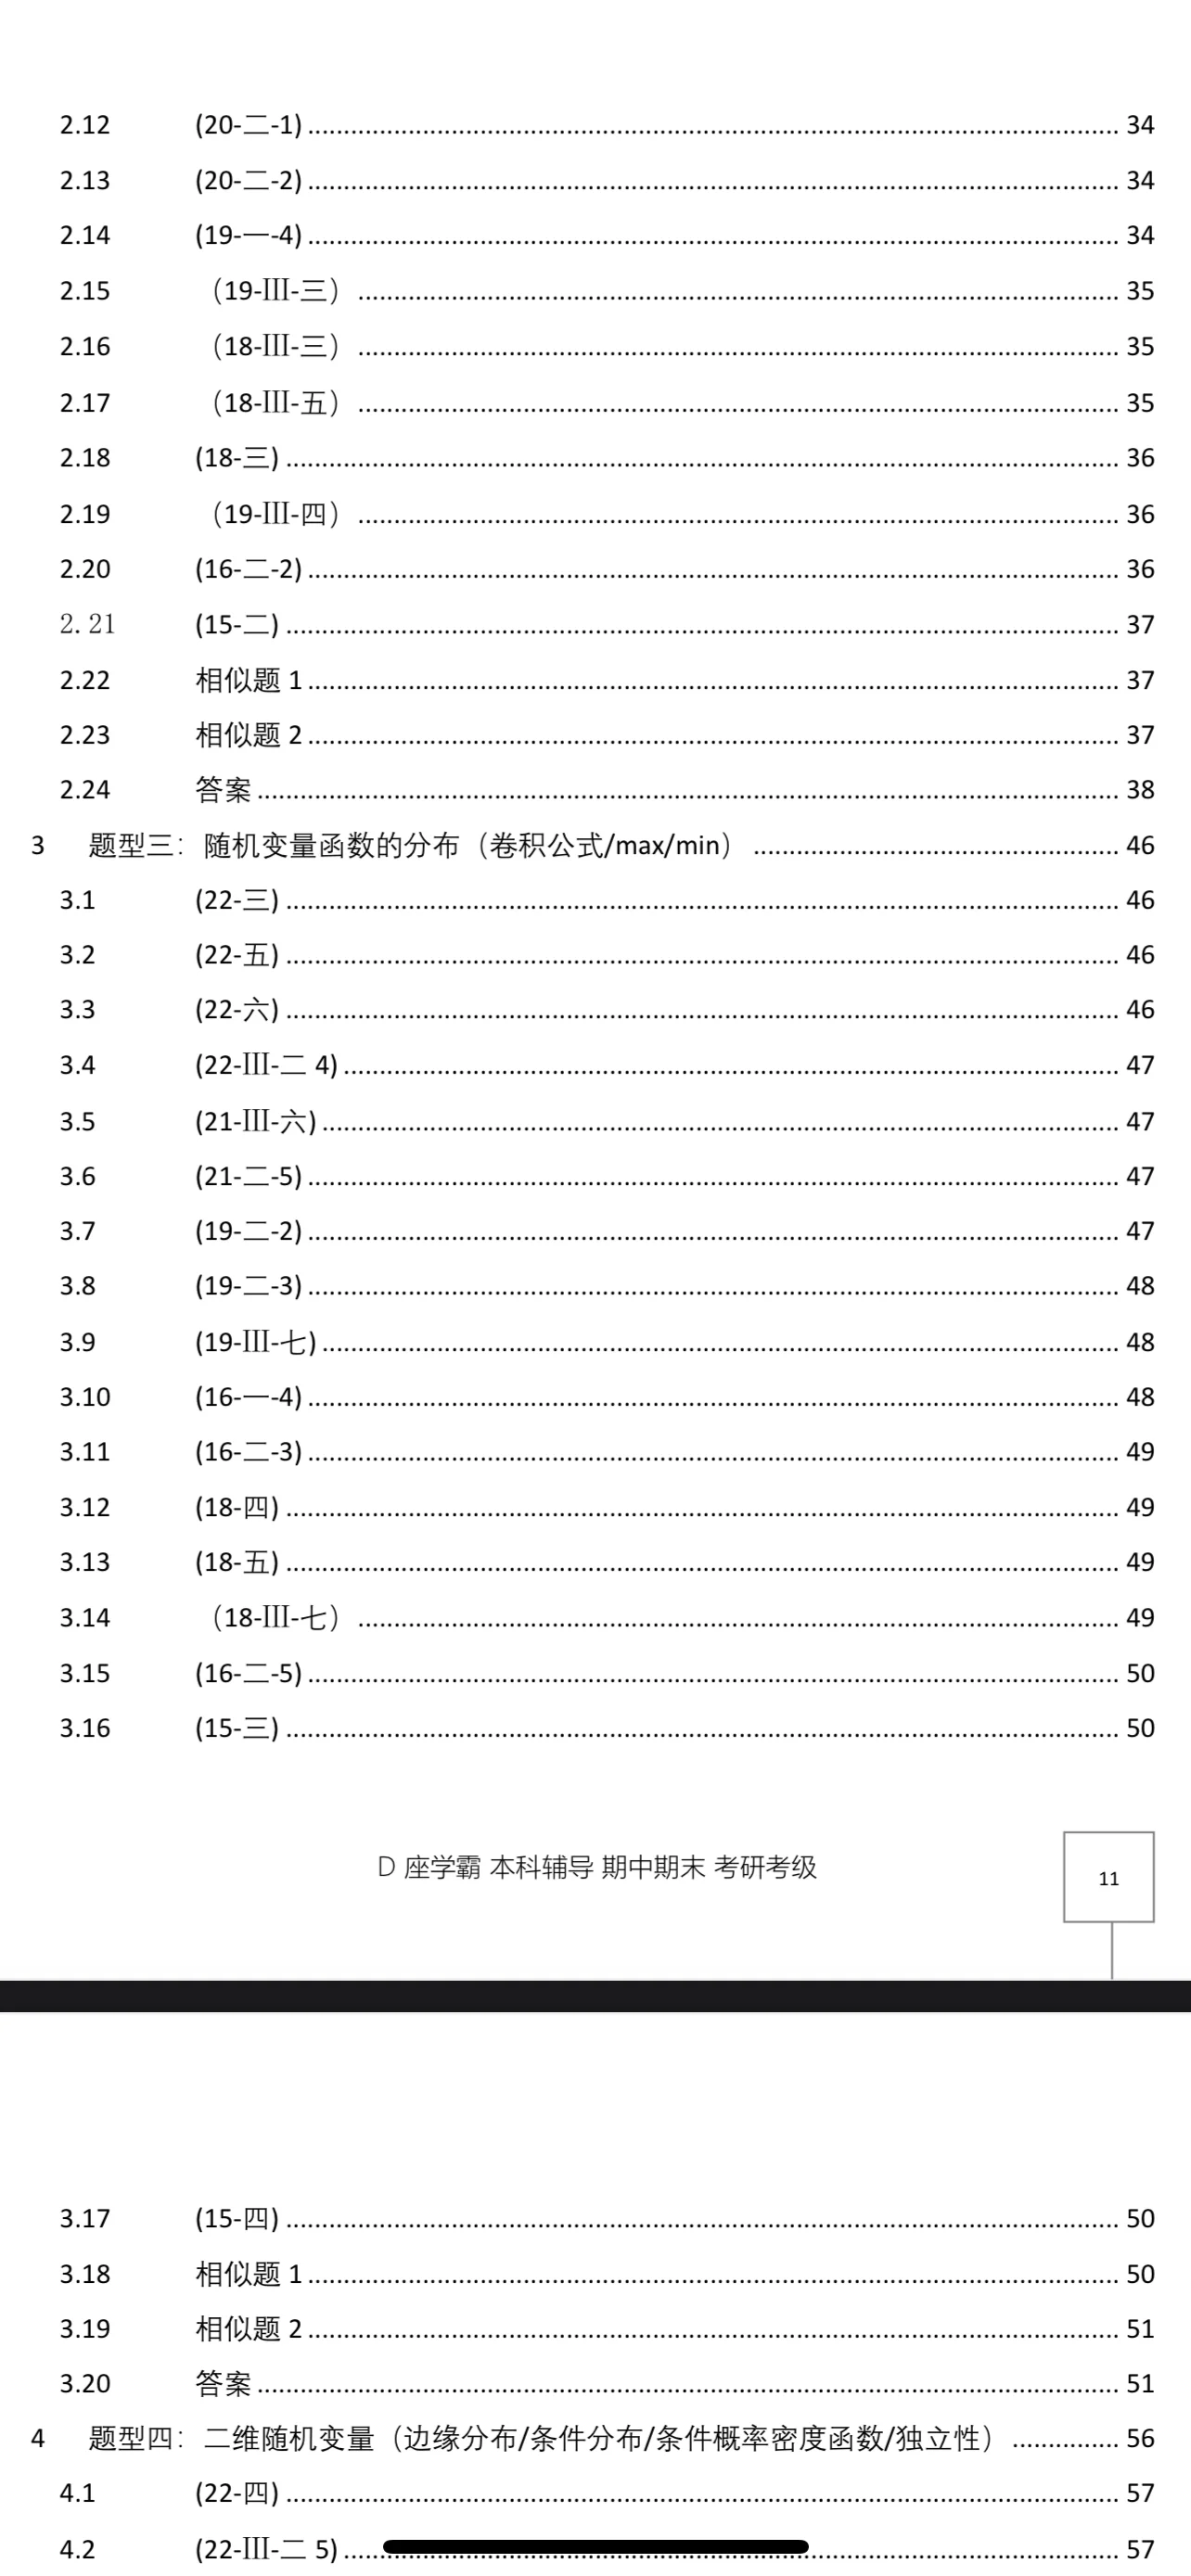 2.12 (20-二-1) 34
2.13 (20-二-2) 34
2.14 (19-一-4) 34
2.15 （19-III-三） 35
2.16 （18-III-三） 35
2.17 （18-III-五） 35
2.18 (18-三) 36
2.19 （19-III-四） 36
2.20 (16-二-2) 36
2.21 (15-二) 37
2.22 相似题 1 37
2.23 相似题 2 37
2.24 答案 38
3 题型三：随机变量函数的分布（卷积公式/max/min） 46
3.1 (22-三) 46
3.2 (22-五) 46
3.3 (22-六) 46
3.4 (22-III-二 4) 47
3.5 (21-III-六) 47
3.6 (21-二-5) 47
3.7 (19-二-2) 47
3.8 (19-二-3) 48
3.9 (19-III-七) 48
3.10 (16-一-4) 48
3.11 (16-二-3) 49
3.12 (18-四) 49
3.13 (18-五) 49
3.14 （18-III-七） 49
3.15 (16-二-5) 50
3.16 (15-三) 50
D 座学霸 本科辅导 期中期末 考研考级
11
3.17 (15-四) 50
3.18 相似题 1 50
3.19 相似题 2 51
3.20 答案 51
4 题型四：二维随机变量（边缘分布/条件分布/条件概率密度函数/独立性） 56
4.1 (22-四) 57
4.2 (22-III-二 5) 57